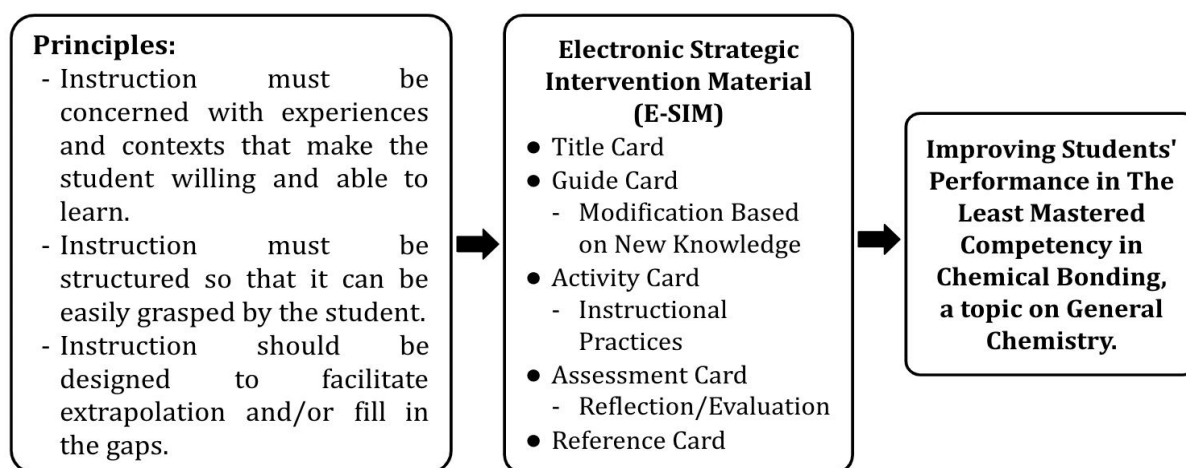 Principles:
- Instruction must be
concerned with experiences
and contexts that make the
student willing and able to
learn.
- Instruction must be
structured so that it can be
easily grasped by the student.
- Instruction should be
designed to facilitate
extrapolation and/or fill in
the gaps.
Electronic Strategic
Intervention Material
(E-SIM)
● Title Card
● Guide Card
- Modification Based
on New Knowledge
● Activity Card
- Instructional
Practices
● Assessment Card
- Reflection/Evaluation
● Reference Card
Improving Students'
Performance in The
Least Mastered
Competency in
Chemical Bonding,
a topic on General
Chemistry.